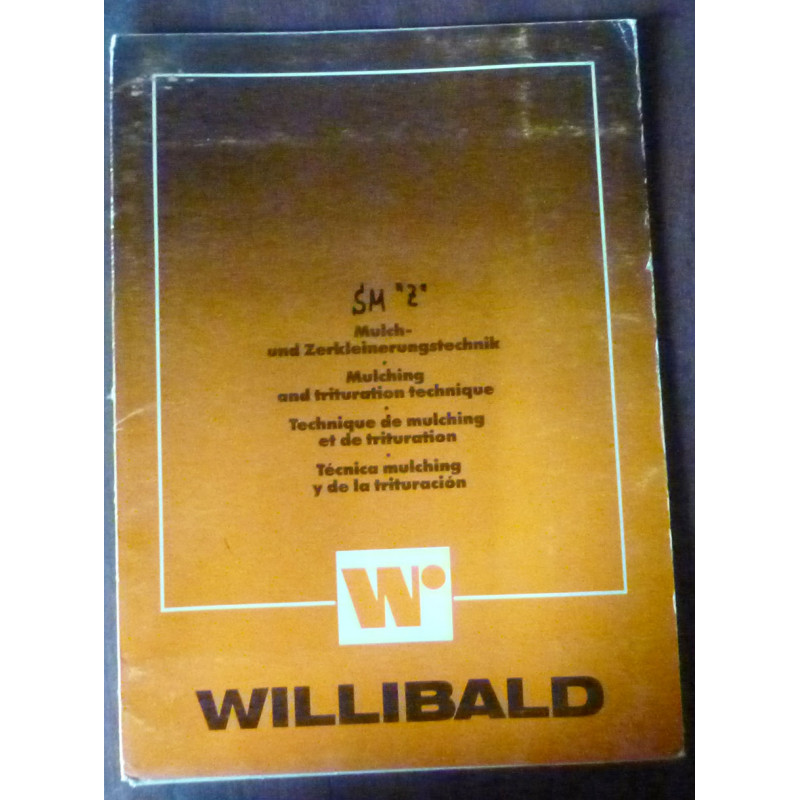 SM "Z"
Mulch-
und Zerkleinerungstechnik
Mulching
and trituration technique
Technique de mulching
et de trituration
Técnica mulching
y de la trituración
W
WILLIBALD